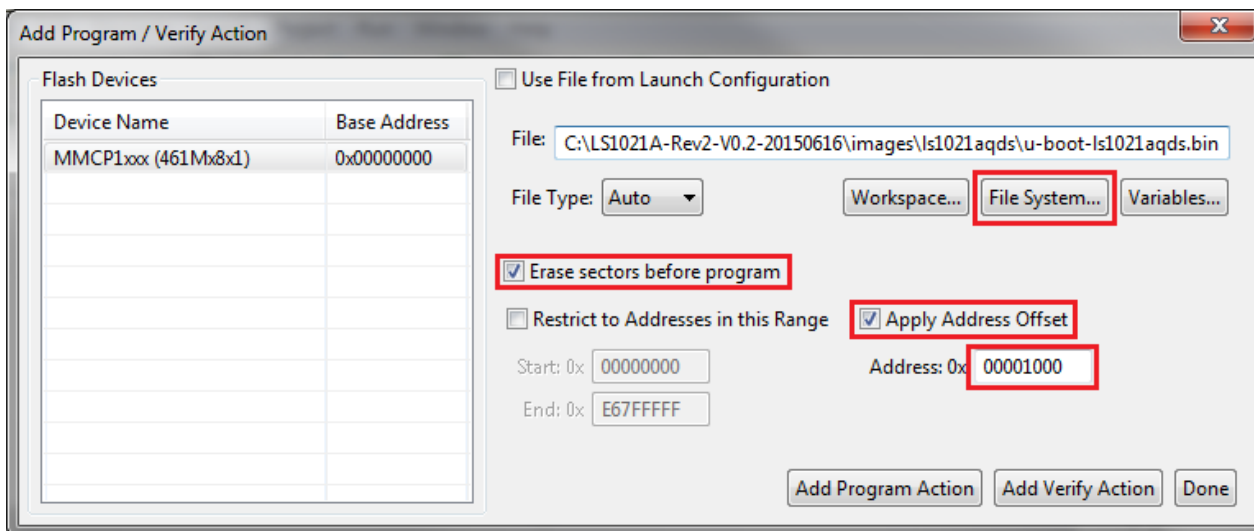 Add Program / Verify Action
Flash Devices
Device Name Base Address
MMCP1xxx (461Mx8x1) 0x00000000
Use File from Launch Configuration
File: C:\LS1021A-Rev2-V0.2-20150616\images\ls1021aqds\u-boot-ls1021aqds.bin
File Type: Auto Workspace... File System... Variables...
Erase sectors before program
Restrict to Addresses in this Range Apply Address Offset
Start: 0x 00000000 Address: 0x 00001000
End: 0x E67FFFFF
Add Program Action Add Verify Action Done